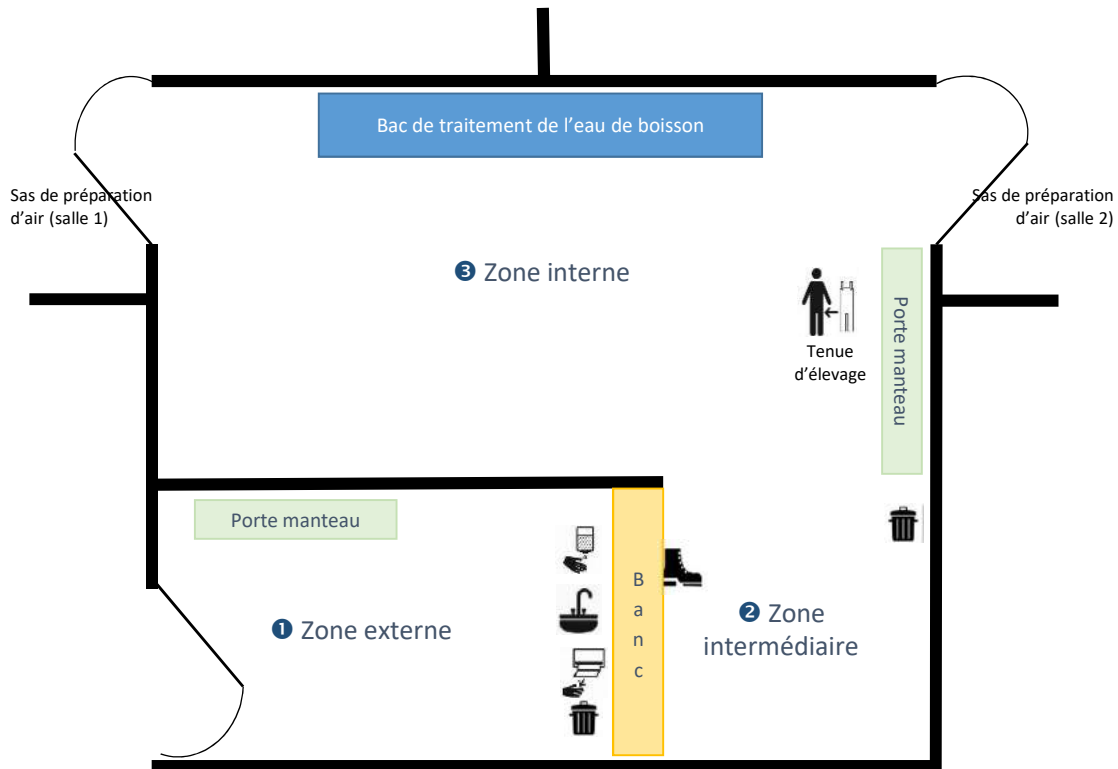 Bac de traitement de l'eau de boisson
Sas de préparation
d'air (salle 1)
Sas de préparation
d'air (salle 2)
❸ Zone interne
Porte manteau
Tenue
d'élevage
Porte manteau
Banc
❶ Zone externe
❷ Zone
intermédiaire